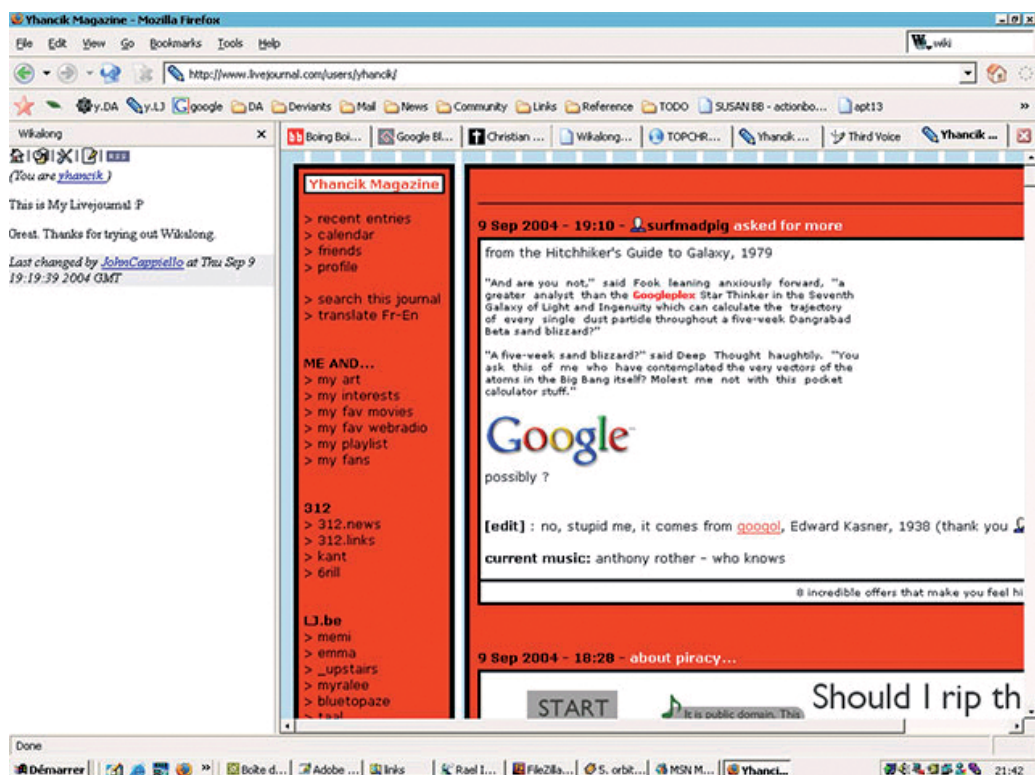 Yhancik Magazine - Mozilla Firefox
File Edit View Go Bookmarks Tools Help
wiki
http://www.livejournal.com/users/yhancik/
y.DA y.LJ google DA Deviants Mail News Community Links Reference TODO SUSAN BB - actionbo... apt13 »
Wikalong
Boing Boi... Google Bl... Christian ... Wikalong... TOPCHR... Yhancik ... Third Voice Yhancik ...
(You are yhancik )
This is My Livejournal :P
Great. Thanks for trying out Wikalong.
Last changed by JohnCappiello at Thu Sep 9
19:19:39 2004 GMT
Yhancik Magazine
> recent entries
> calendar
> friends
> profile
> search this journal
> translate Fr-En
ME AND...
> my art
> my interests
> my fav movies
> my fav webradio
> my playlist
> my fans
312
> 312.news
> 312.links
> kant
> 6nill
LJ.be
> memi
> emma
> _upstairs
> myralee
> bluetopaze
> taal
9 Sep 2004 - 19:10 - surfmadpig asked for more
from the Hitchhiker's Guide to Galaxy, 1979
"And are you not," said Fook leaning anxiously forward, "a
greater analyst than the Googleplex Star Thinker in the Seventh
Galaxy of Light and Ingenuity which can calculate the trajectory
of every single dust particle throughout a five-week Dangrabad
Beta sand blizzard?"
"A five-week sand blizzard?" said Deep Thought haughtily. "You
ask this of me who have contemplated the very vectors of the
atoms in the Big Bang itself? Molest me not with this pocket
calculator stuff."
Google™
possibly ?
[edit] : no, stupid me, it comes from googol, Edward Kasner, 1938 (thank you
current music: anthony rother - who knows
8 incredible offers that make you feel hi
9 Sep 2004 - 18:28 - about piracy...
START
It is public domain. This
Should I rip th
Done
Démarrer » Boîte d... Adobe ... links Rael I... FileZilla... 5. orbit... MSN M... Yhanci... 21:42